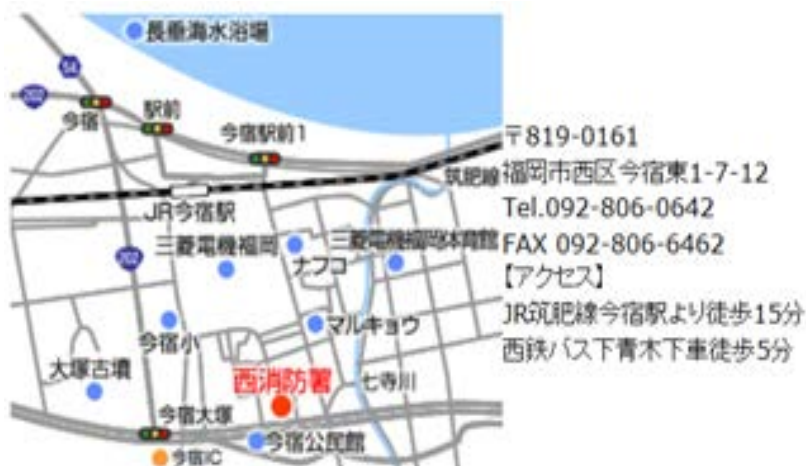 長垂海水浴場
54
202
今宿
駅前
今宿駅前1
筑肥線
JR今宿駅
202
三菱電機福岡
ナフコ
三菱電機福岡体育館
今宿小
マルキョウ
大塚古墳
西消防署
七寺川
今宿大塚
今宿公民館
今宿IC
〒819-0161
福岡市西区今宿東1-7-12
Tel.092-806-0642
FAX 092-806-6462
【アクセス】
JR筑肥線今宿駅より徒歩15分
西鉄バス下青木下車徒歩5分